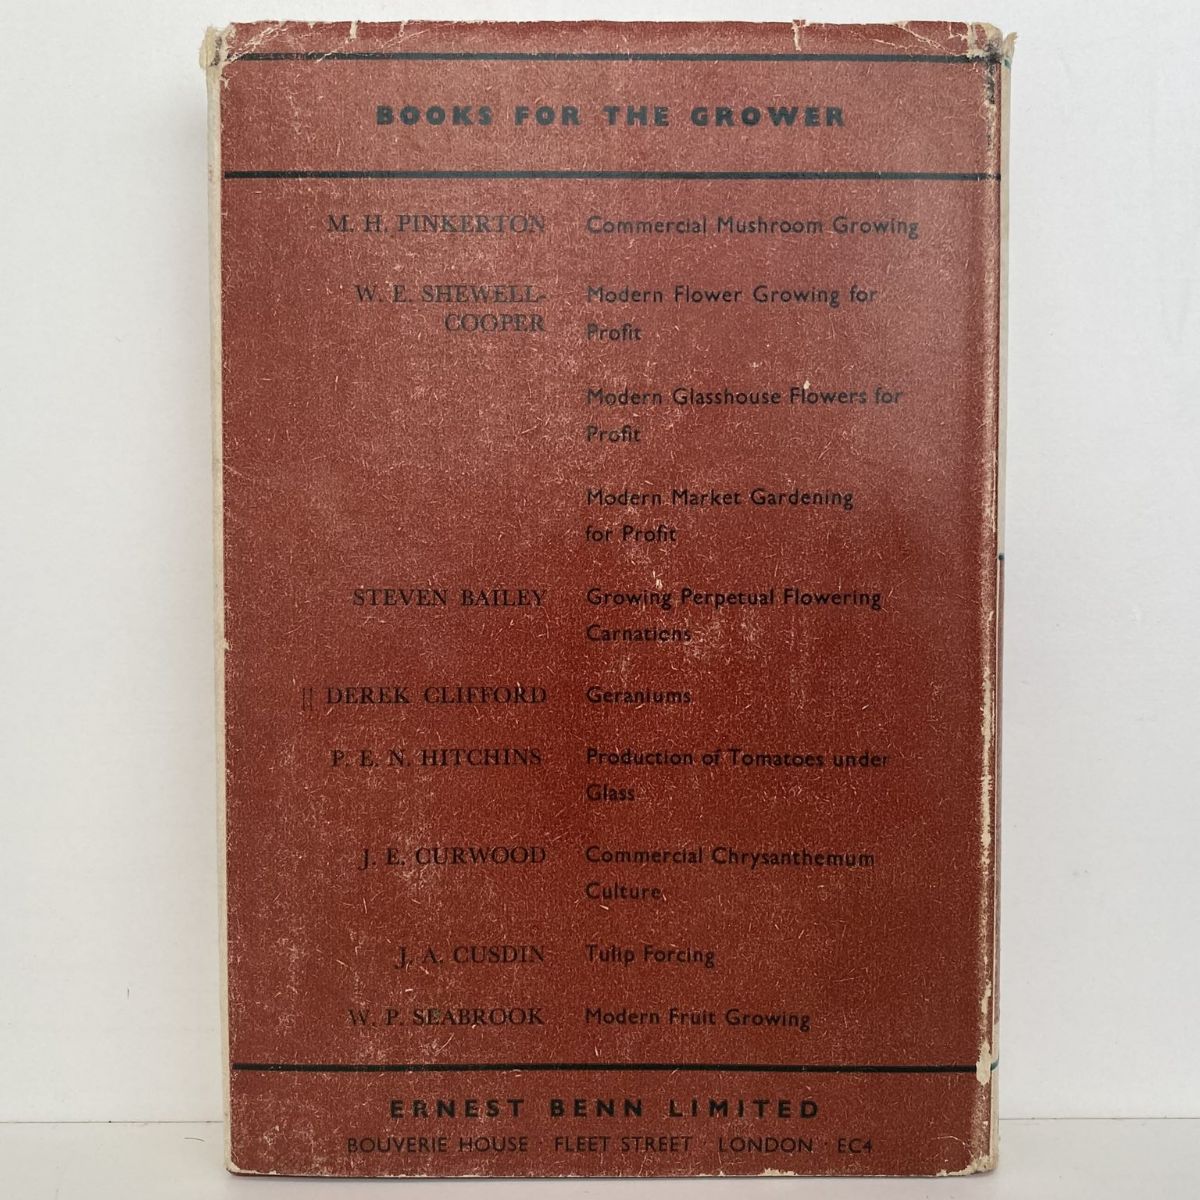 BOOKS FOR THE GROWER
M. H. PINKERTON Commercial Mushroom Growing
W. E. SHEWELL- Modern Flower Growing for
COOPER Profit
Modern Glasshouse Flowers for
Profit
Modern Market Gardening
for Profit
STEVEN BAILEY Growing Perpetual Flowering
Carnations
DEREK CLIFFORD Geraniums
P. E. N. HITCHINS Production of Tomatoes under
Glass
J. E. CURWOOD Commercial Chrysanthemum
Culture
J. A. CUSDIN Tulip Forcing
W. P. SEABROOK Modern Fruit Growing
ERNEST BENN LIMITED
BOUVERIE HOUSE · FLEET STREET · LONDON · EC4